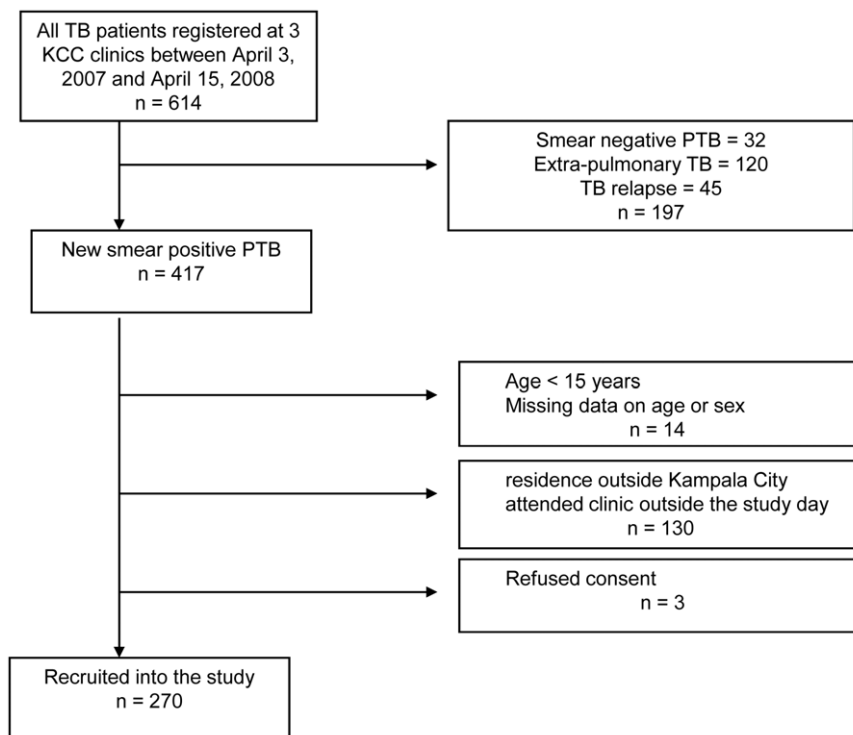 All TB patients registered at 3
KCC clinics between April 3,
2007 and April 15, 2008
n = 614
Smear negative PTB = 32
Extra-pulmonary TB = 120
TB relapse = 45
n = 197
New smear positive PTB
n = 417
Age < 15 years
Missing data on age or sex
n = 14
residence outside Kampala City
attended clinic outside the study day
n = 130
Refused consent
n = 3
Recruited into the study
n = 270